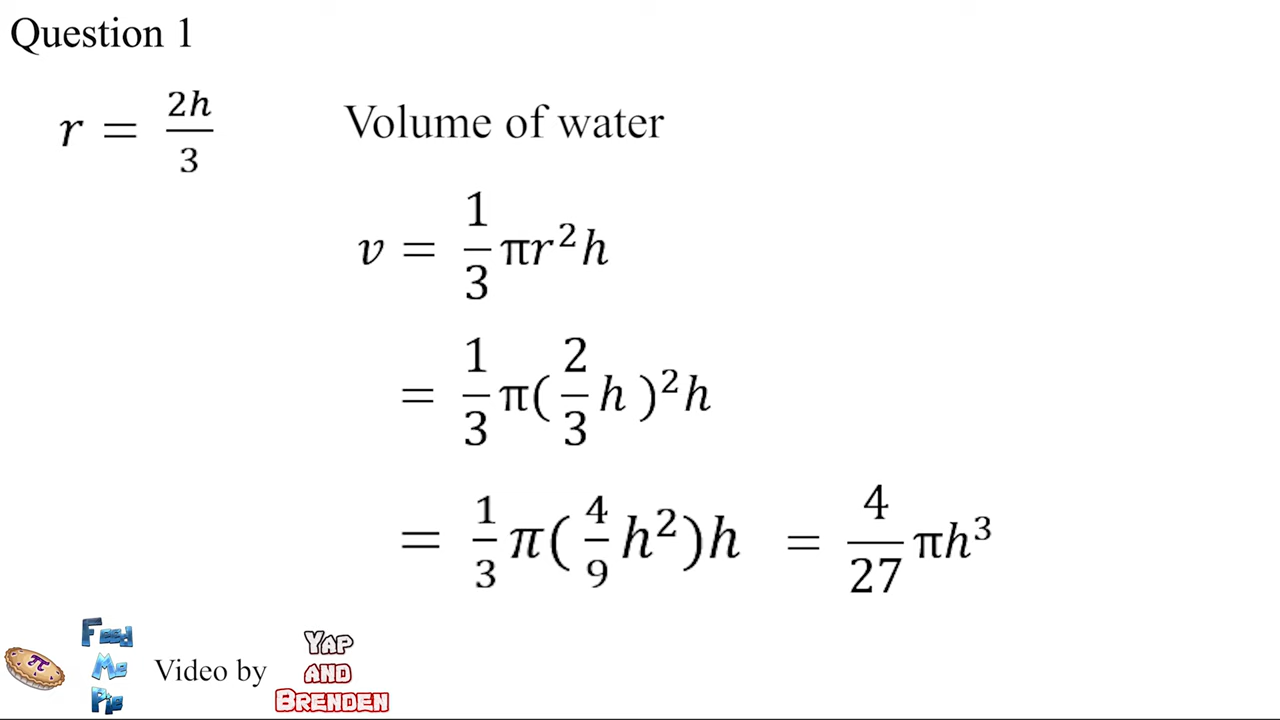 Question 1
r = 2h/3
Volume of water
v = 1/3 πr²h
= 1/3 π( 2/3 h )²h
= 1/3 π( 4/9 h²)h = 4/27 πh³
π
Feed
Me
Pie
Video by
Yap
and
Brenden